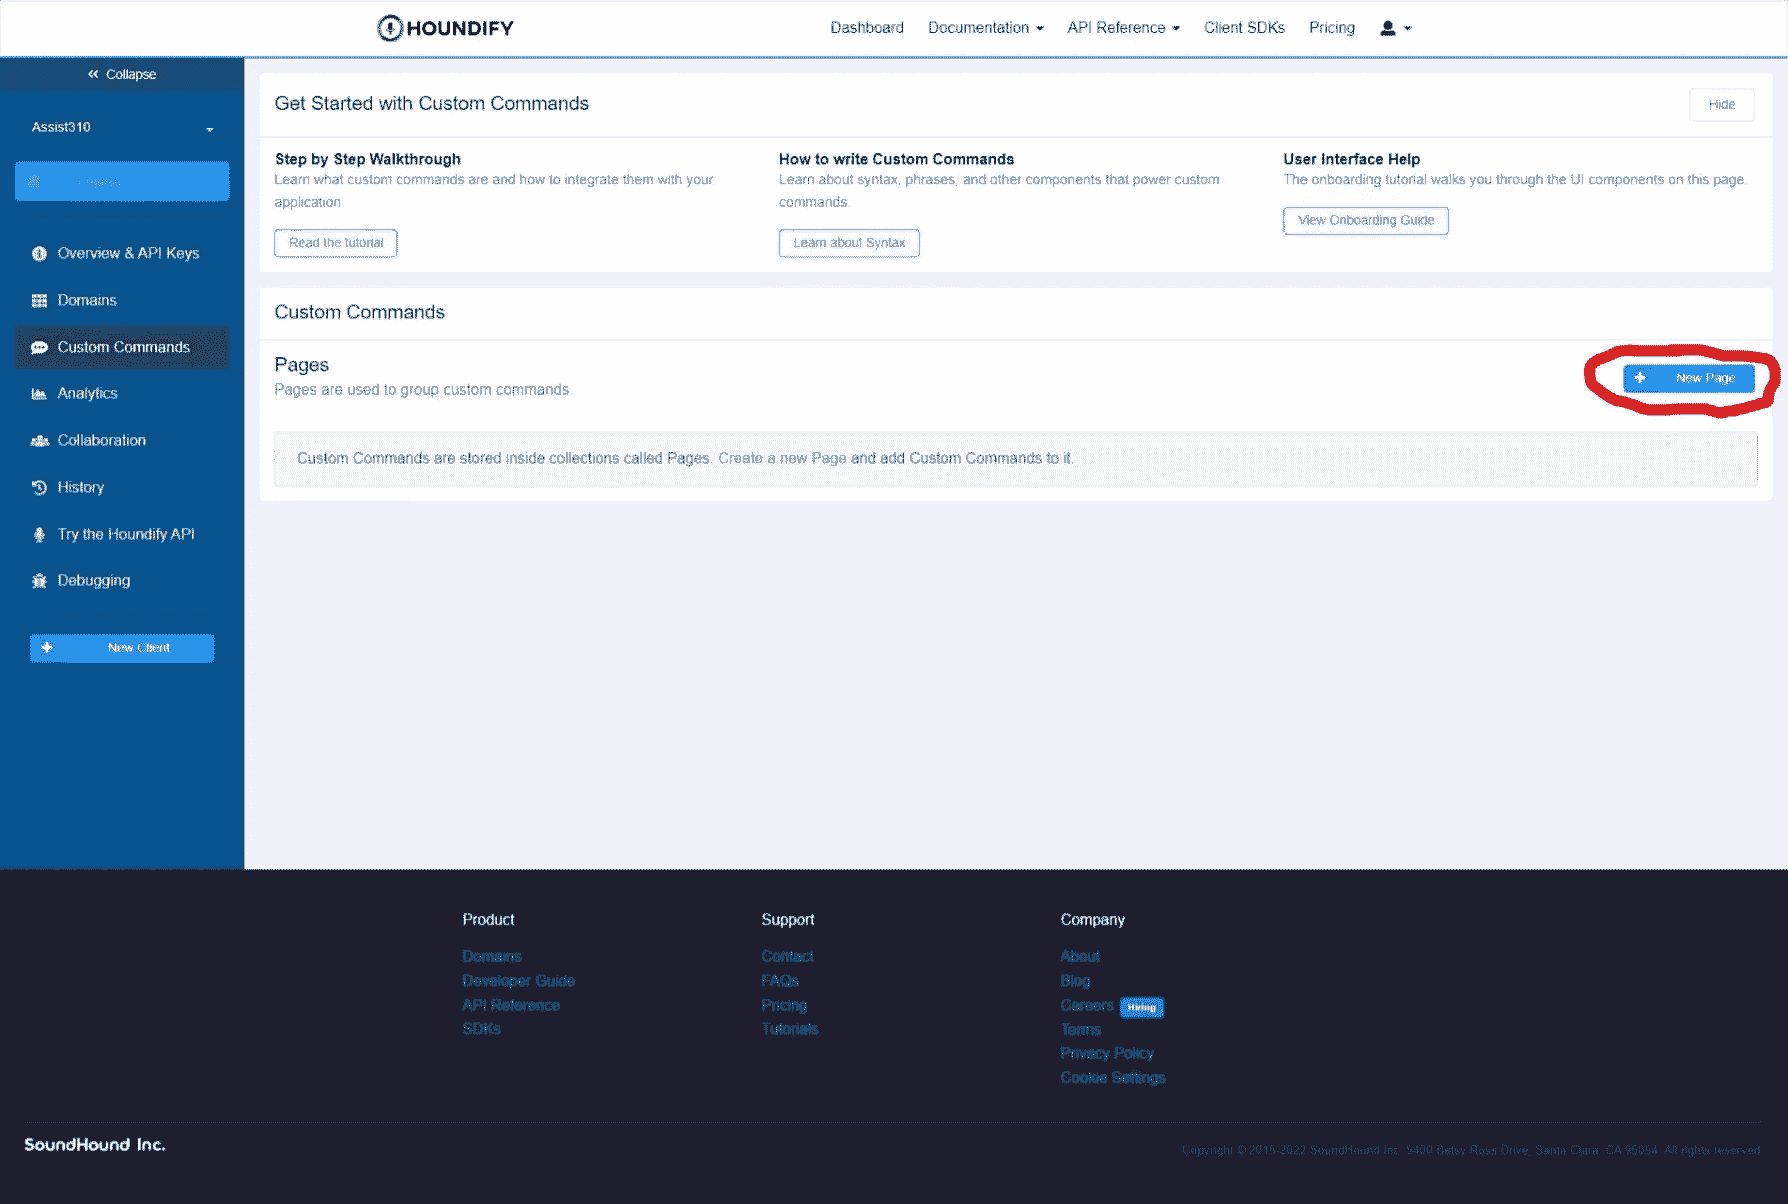 HOUNDIFY
Dashboard Documentation API Reference Client SDKs Pricing
Collapse
Assist310
Overview & API Keys
Domains
Custom Commands
Analytics
Collaboration
History
Try the Houndify API
Debugging
New Client
Get Started with Custom Commands
Hide
Step by Step Walkthrough
Learn what custom commands are and how to integrate them with your
application.
Read the tutorial
How to write Custom Commands
Learn about syntax, phrases, and other components that power custom
commands.
Learn about Syntax
User Interface Help
The onboarding tutorial walks you through the UI components on this page.
View Onboarding Guide
Custom Commands
Pages
Pages are used to group custom commands.
New Page
Custom Commands are stored inside collections called Pages. Create a new Page and add Custom Commands to it.
Product
Domains
Developer Guide
API Reference
SDKs
Support
Contact
FAQs
Pricing
Tutorials
Company
About
Blog
Careers Hiring
Terms
Privacy Policy
Cookie Settings
SoundHound Inc.
Copyright © 2015-2022 SoundHound Inc. 5400 Betsy Ross Drive, Santa Clara, CA 95054. All rights reserved